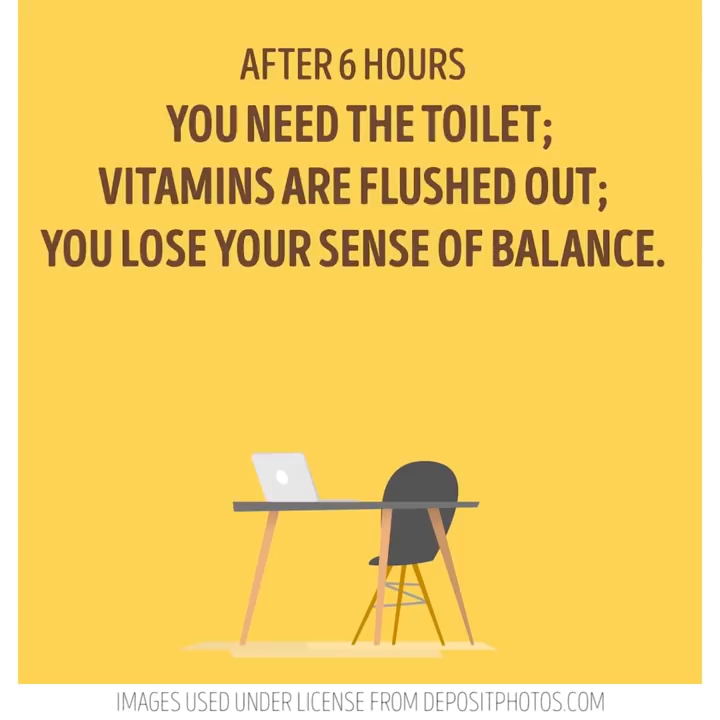 AFTER 6 HOURS
YOU NEED THE TOILET;
VITAMINS ARE FLUSHED OUT;
YOU LOSE YOUR SENSE OF BALANCE.
IMAGES USED UNDER LICENSE FROM DEPOSITPHOTOS.COM